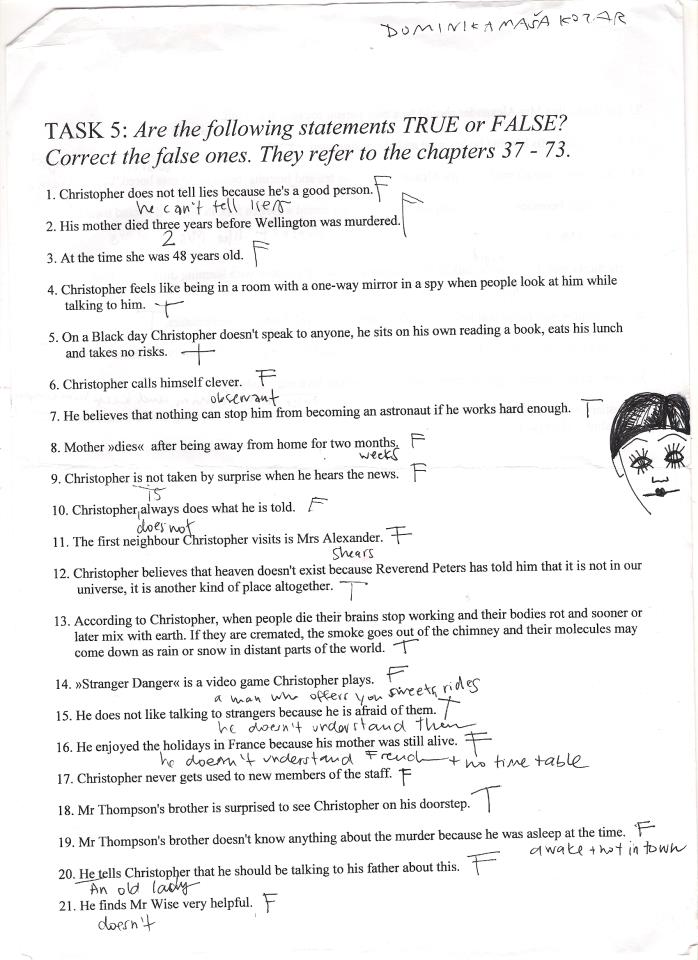 DOMINIKA MAŠA KOZAR
TASK 5: Are the following statements TRUE or FALSE?
Correct the false ones. They refer to the chapters 37 - 73.
1. Christopher does not tell lies because he's a good person. F
he can't tell lies
2. His mother died three years before Wellington was murdered. F
2
3. At the time she was 48 years old. F
4. Christopher feels like being in a room with a one-way mirror in a spy when people look at him while
talking to him. T
5. On a Black day Christopher doesn't speak to anyone, he sits on his own reading a book, eats his lunch
and takes no risks. T
6. Christopher calls himself clever. F
observant
7. He believes that nothing can stop him from becoming an astronaut if he works hard enough. T
8. Mother »dies« after being away from home for two months. F
weeks
9. Christopher is not taken by surprise when he hears the news. F
is
10. Christopher always does what he is told. F
does not
11. The first neighbour Christopher visits is Mrs Alexander. F
Shears
12. Christopher believes that heaven doesn't exist because Reverend Peters has told him that it is not in our
universe, it is another kind of place altogether. T
13. According to Christopher, when people die their brains stop working and their bodies rot and sooner or
later mix with earth. If they are cremated, the smoke goes out of the chimney and their molecules may
come down as rain or snow in distant parts of the world. T
14. »Stranger Danger« is a video game Christopher plays. F
a man who offers you sweets, rides
15. He does not like talking to strangers because he is afraid of them. T
he doesn't understand them
16. He enjoyed the holidays in France because his mother was still alive. F
he doesn't understand French + no time table
17. Christopher never gets used to new members of the staff. F
18. Mr Thompson's brother is surprised to see Christopher on his doorstep. T
19. Mr Thompson's brother doesn't know anything about the murder because he was asleep at the time. F
awake + not in town
20. He tells Christopher that he should be talking to his father about this. F
An old lady
21. He finds Mr Wise very helpful. F
doesn't